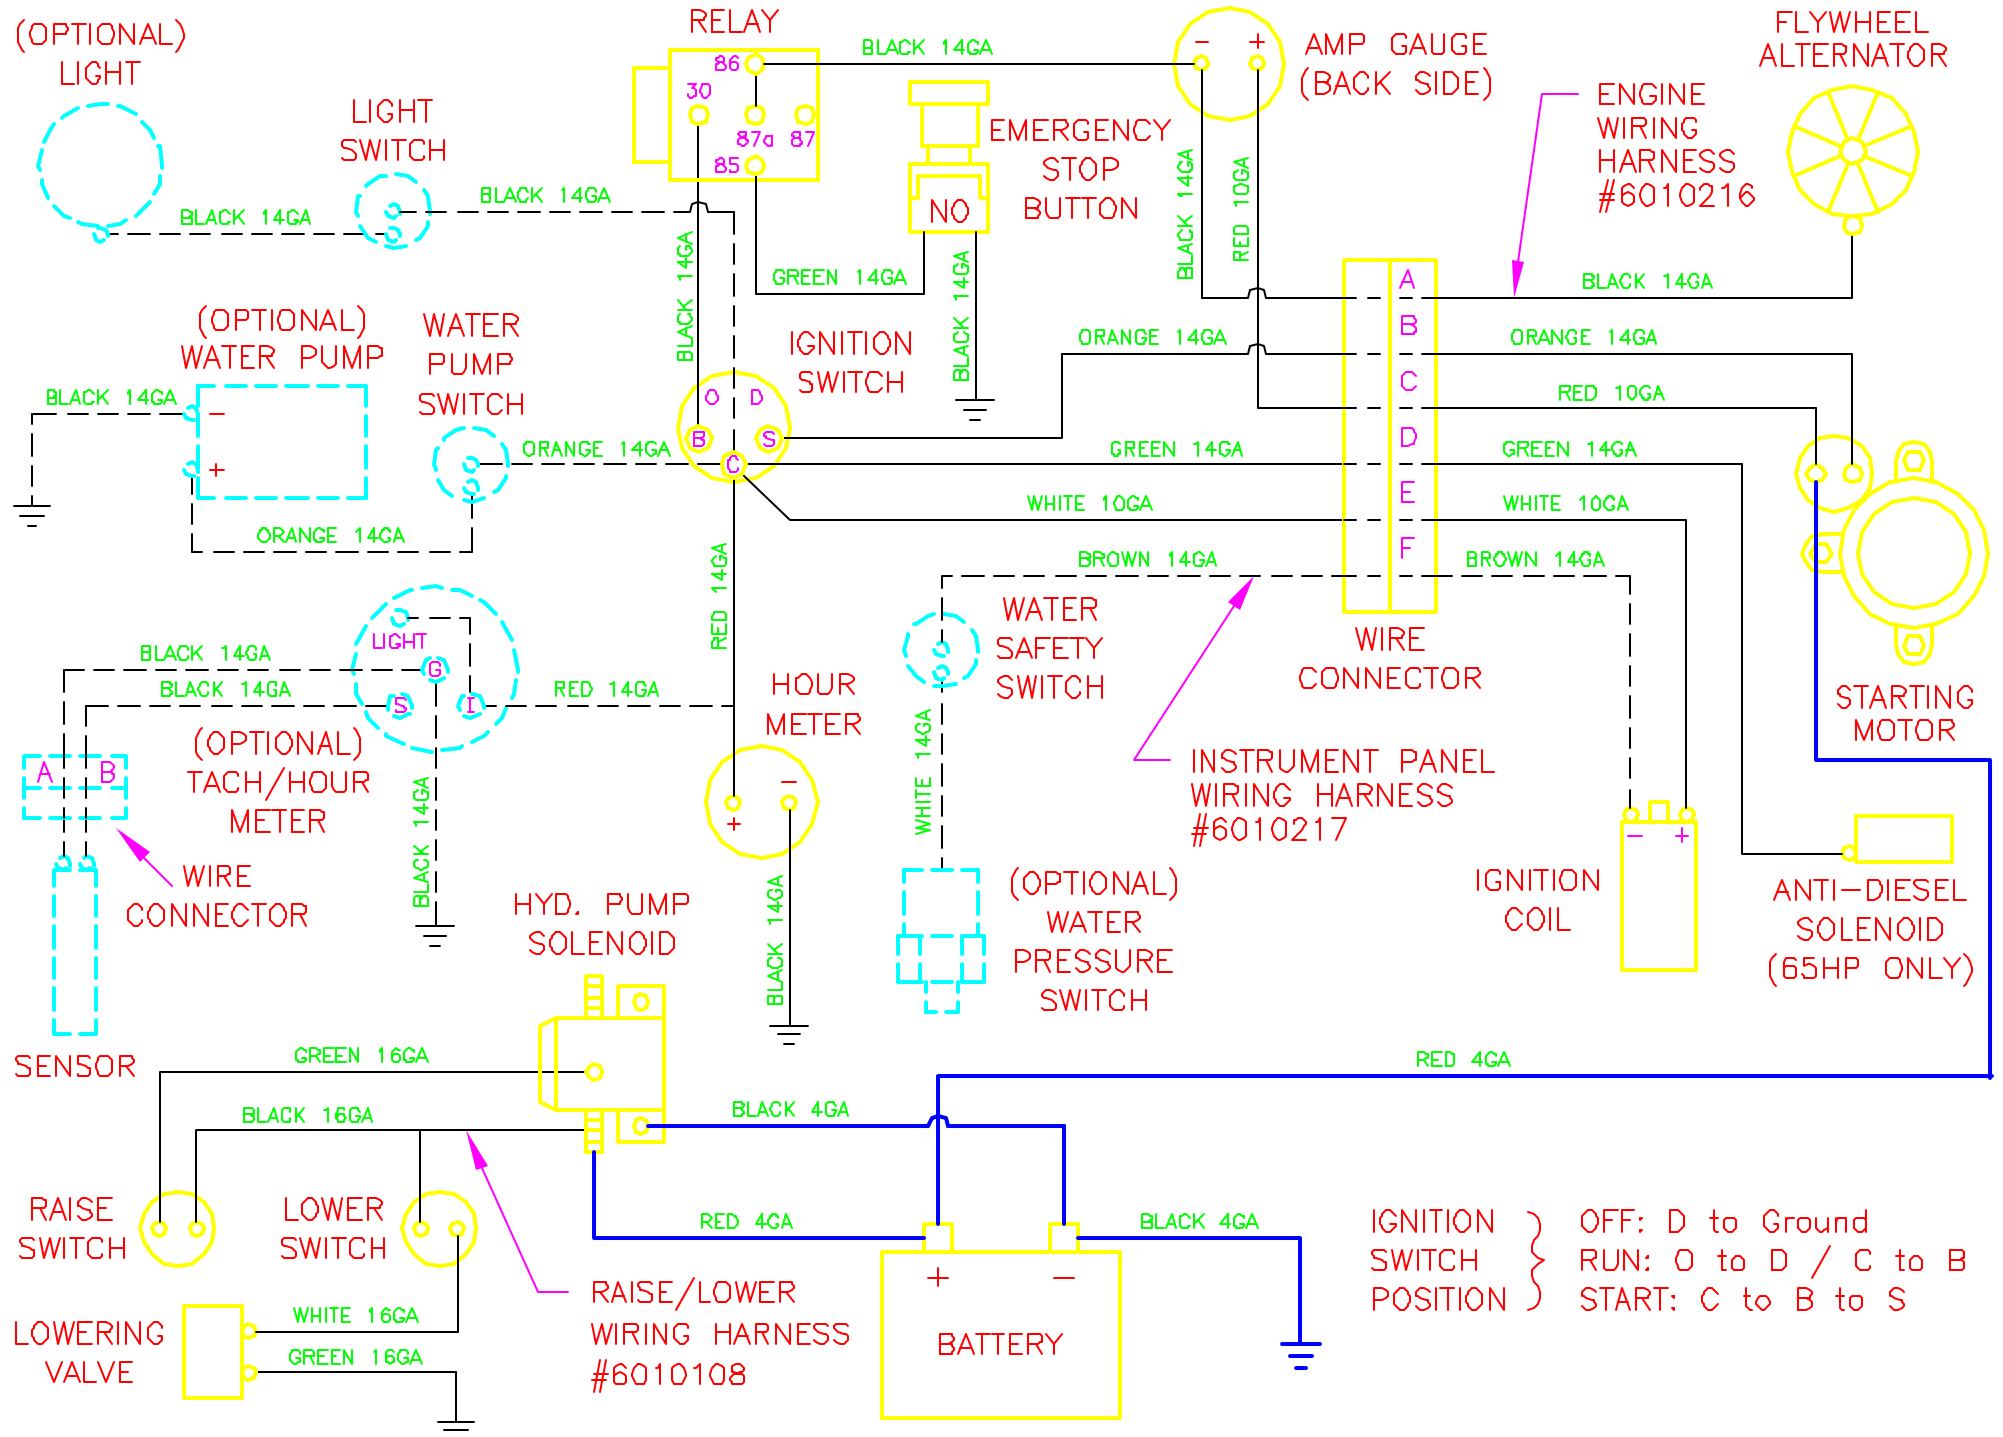 (OPTIONAL)
LIGHT
LIGHT
SWITCH
BLACK 14GA
BLACK 14GA
RELAY
86
30
87a
87
85
BLACK 14GA
BLACK 14GA
GREEN 14GA
EMERGENCY
STOP
BUTTON
NO
BLACK 14GA
- +
AMP GAUGE
(BACK SIDE)
BLACK 14GA
RED 10GA
FLYWHEEL
ALTERNATOR
ENGINE
WIRING
HARNESS
#6010216
(OPTIONAL)
WATER PUMP
-
+
BLACK 14GA
ORANGE 14GA
WATER
PUMP
SWITCH
ORANGE 14GA
IGNITION
SWITCH
O D
B S
C
A
B
C
D
E
F
BLACK 14GA
ORANGE 14GA
ORANGE 14GA
RED 10GA
GREEN 14GA
GREEN 14GA
WHITE 10GA
WHITE 10GA
BROWN 14GA
BROWN 14GA
WIRE
CONNECTOR
STARTING
MOTOR
RED 14GA
LIGHT
G
S I
BLACK 14GA
BLACK 14GA
RED 14GA
(OPTIONAL)
TACH/HOUR
METER
BLACK 14GA
A B
WIRE
CONNECTOR
SENSOR
HOUR
METER
-
+
BLACK 14GA
WATER
SAFETY
SWITCH
WHITE 14GA
(OPTIONAL)
WATER
PRESSURE
SWITCH
INSTRUMENT PANEL
WIRING HARNESS
#6010217
- +
IGNITION
COIL
ANTI-DIESEL
SOLENOID
(65HP ONLY)
HYD. PUMP
SOLENOID
GREEN 16GA
BLACK 16GA
BLACK 4GA
RED 4GA
RED 4GA
BLACK 4GA
RAISE
SWITCH
LOWER
SWITCH
WHITE 16GA
GREEN 16GA
LOWERING
VALVE
RAISE/LOWER
WIRING HARNESS
#6010108
+ -
BATTERY
IGNITION
SWITCH
POSITION
OFF: D to Ground
RUN: O to D / C to B
START: C to B to S